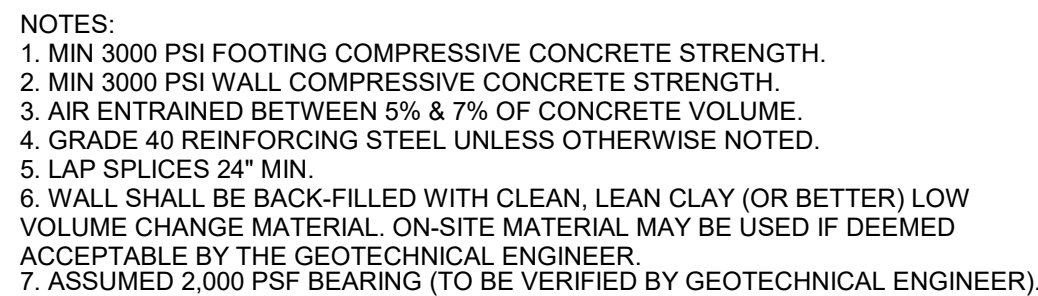 NOTES:
1. MIN 3000 PSI FOOTING COMPRESSIVE CONCRETE STRENGTH.
2. MIN 3000 PSI WALL COMPRESSIVE CONCRETE STRENGTH.
3. AIR ENTRAINED BETWEEN 5% & 7% OF CONCRETE VOLUME.
4. GRADE 40 REINFORCING STEEL UNLESS OTHERWISE NOTED.
5. LAP SPLICES 24" MIN.
6. WALL SHALL BE BACK-FILLED WITH CLEAN, LEAN CLAY (OR BETTER) LOW
VOLUME CHANGE MATERIAL. ON-SITE MATERIAL MAY BE USED IF DEEMED
ACCEPTABLE BY THE GEOTECHNICAL ENGINEER.
7. ASSUMED 2,000 PSF BEARING (TO BE VERIFIED BY GEOTECHNICAL ENGINEER).